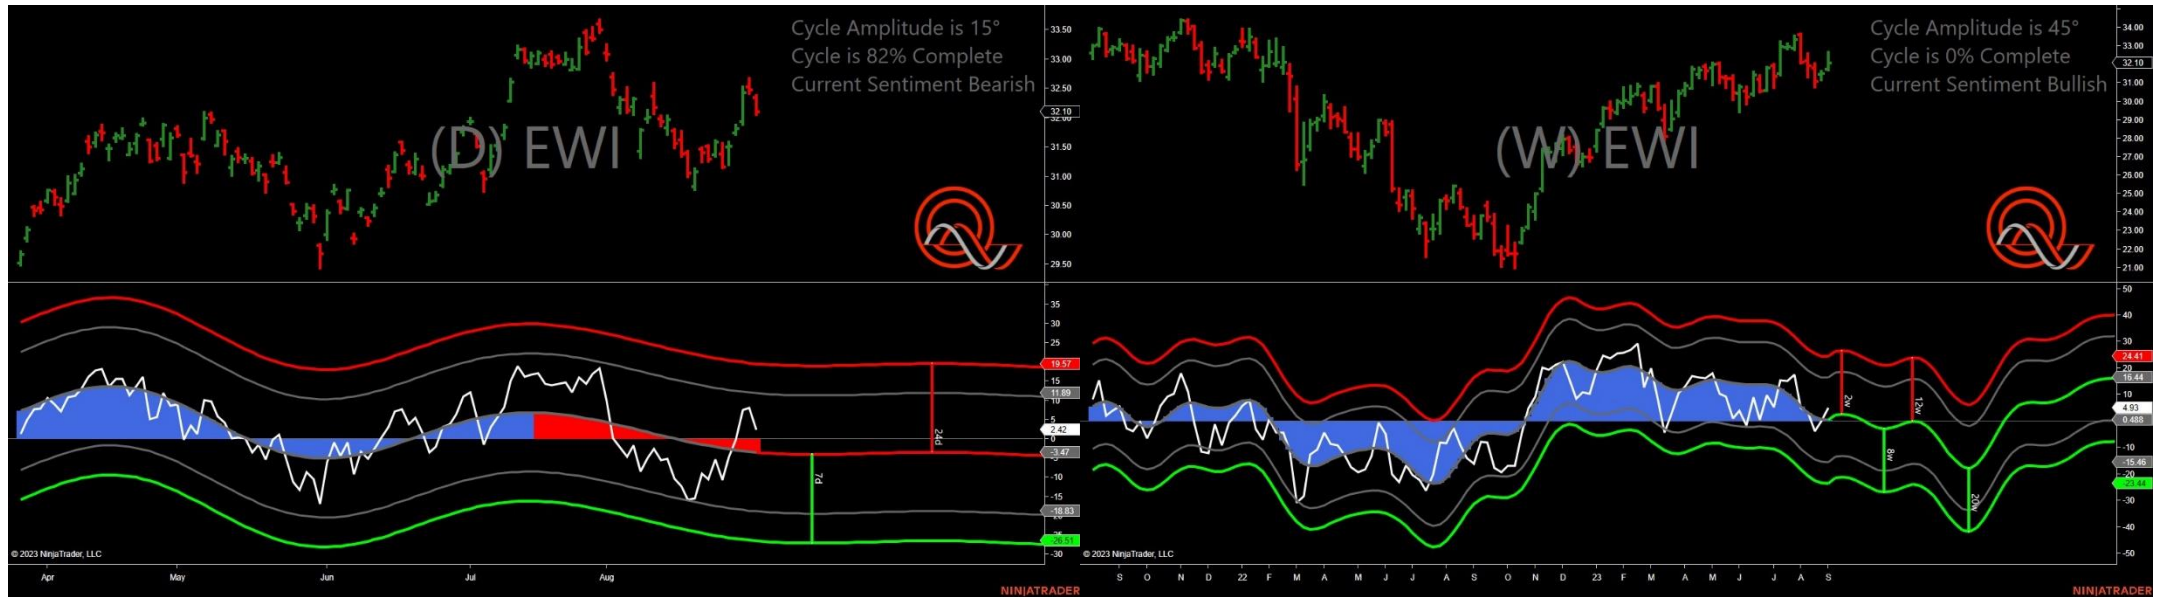 Cycle Amplitude is 15°
Cycle is 82% Complete
Current Sentiment Bearish
(D) EWI
33.50
33.00
32.50
32.10
32.00
31.50
31.00
30.50
30.00
29.50
35
30
25
19.57
15
11.89
10
5
2.42
0
-3.47
-5
-10
-15
-18.83
-26.51
-30
24d
7d
© 2023 NinjaTrader, LLC
Apr May Jun Jul Aug
NINJATRADER
Cycle Amplitude is 45°
Cycle is 0% Complete
Current Sentiment Bullish
(W) EWI
34.00
33.00
32.10
31.00
30.00
29.00
28.00
27.00
26.00
25.00
24.00
23.00
22.00
21.00
50
40
30
24.41
20
16.44
10
4.93
0.488
-10
-15.46
-20
-23.44
-30
-40
-50
2w
12w
8w
20w
© 2023 NinjaTrader, LLC
S O N D 22 F M A M J J A S O N D 23 F M A M J J A S
NINJATRADER